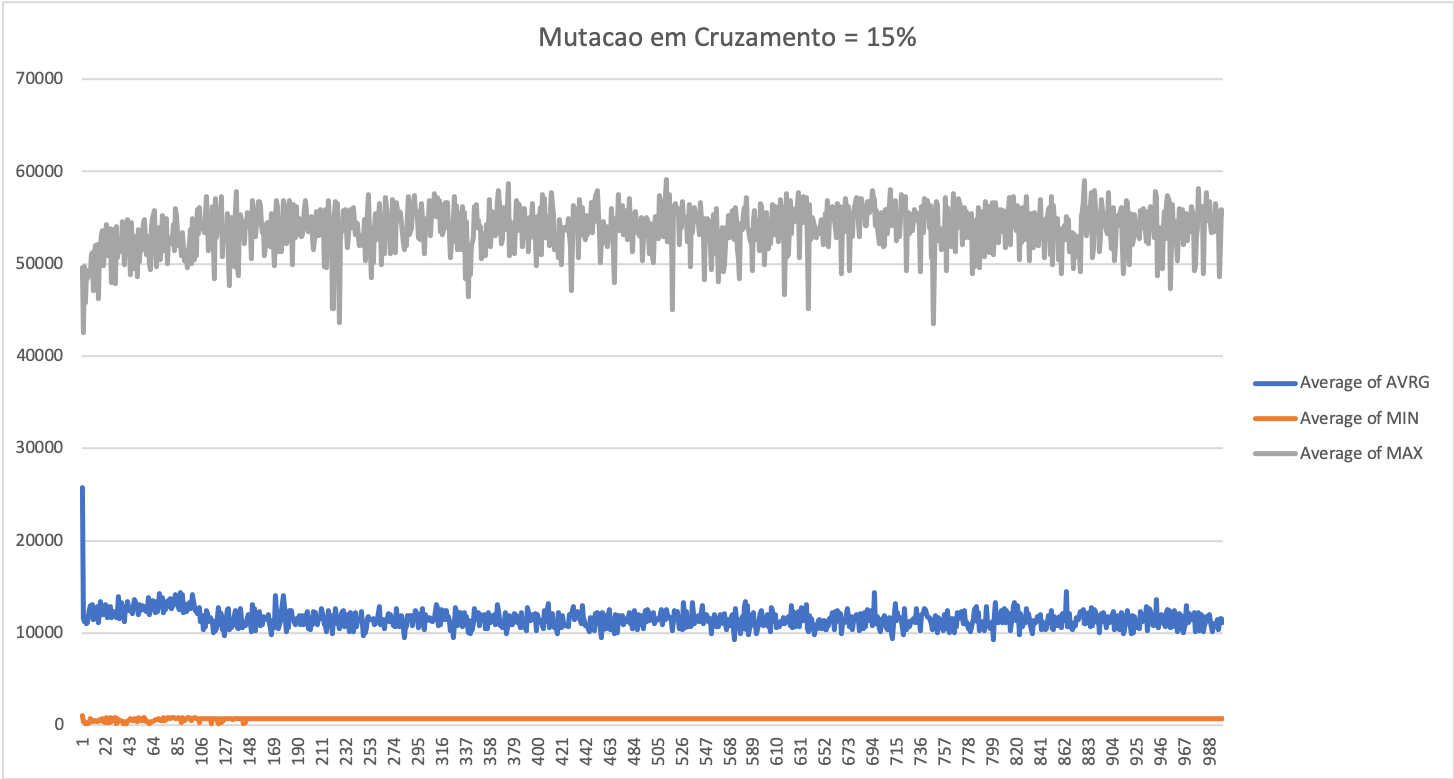 Mutacao em Cruzamento = 15%
70000
60000
50000
40000
30000
20000
10000
0
Average of AVRG
Average of MIN
Average of MAX
1 22 43 64 85 106 127 148 169 190 211 232 253 274 295 316 337 358 379 400 421 442 463 484 505 526 547 568 589 610 631 652 673 694 715 736 757 778 799 820 841 862 883 904 925 946 967 988